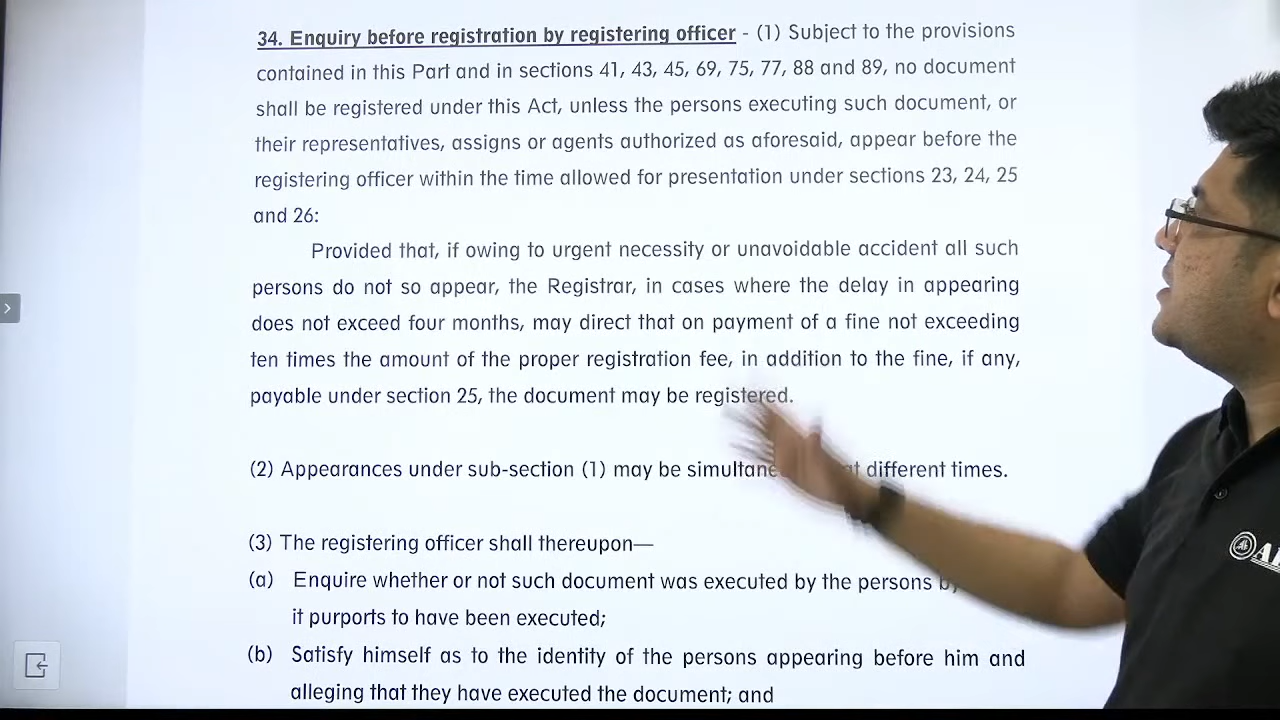 34. Enquiry before registration by registering officer - (1) Subject to the provisions
contained in this Part and in sections 41, 43, 45, 69, 75, 77, 88 and 89, no document
shall be registered under this Act, unless the persons executing such document, or
their representatives, assigns or agents authorized as aforesaid, appear before the
registering officer within the time allowed for presentation under sections 23, 24, 25
and 26:
Provided that, if owing to urgent necessity or unavoidable accident all such
persons do not so appear, the Registrar, in cases where the delay in appearing
does not exceed four months, may direct that on payment of a fine not exceeding
ten times the amount of the proper registration fee, in addition to the fine, if any,
payable under section 25, the document may be registered.
(2) Appearances under sub-section (1) may be different times.
(3) The registering officer shall thereupon—
(a) Enquire whether or not such document was executed by the persons
it purports to have been executed;
(b) Satisfy himself as to the identity of the persons appearing before him and
alleging that they have executed the document; and